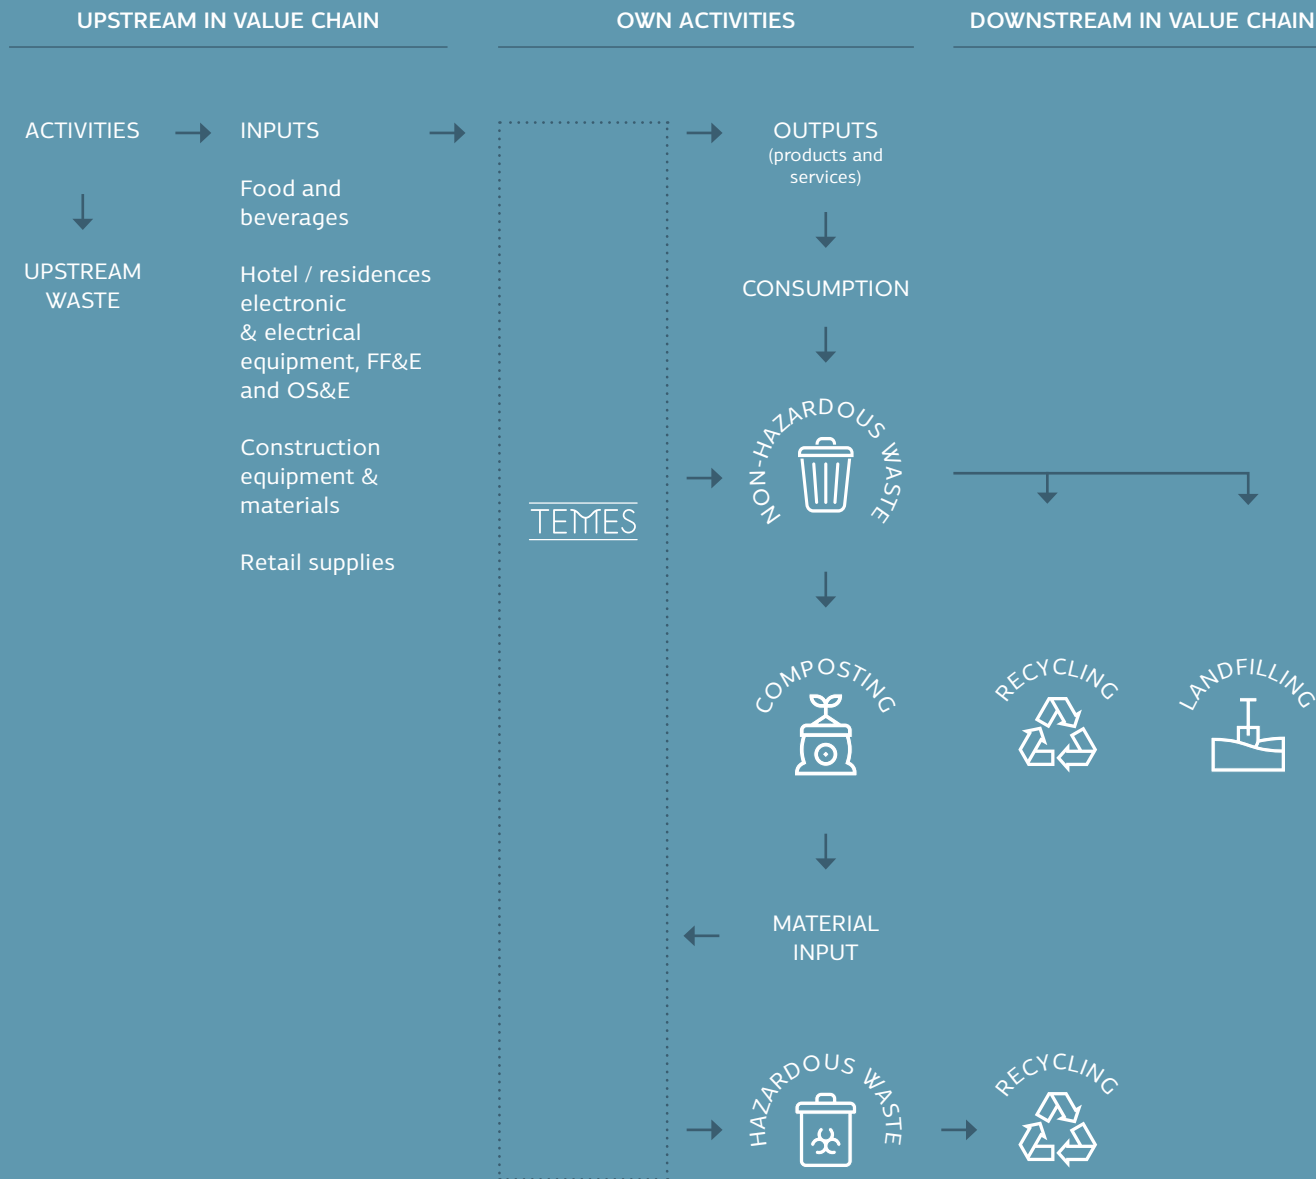 UPSTREAM IN VALUE CHAIN
OWN ACTIVITIES
DOWNSTREAM IN VALUE CHAIN
ACTIVITIES
UPSTREAM
WASTE
INPUTS
Food and
beverages
Hotel / residences
electronic
& electrical
equipment, FF&E
and OS&E
Construction
equipment &
materials
Retail supplies
TEMES
OUTPUTS
(products and
services)
CONSUMPTION
NON-HAZARDOUS WASTE
COMPOSTING
RECYCLING
LANDFILLING
MATERIAL
INPUT
HAZARDOUS WASTE
RECYCLING